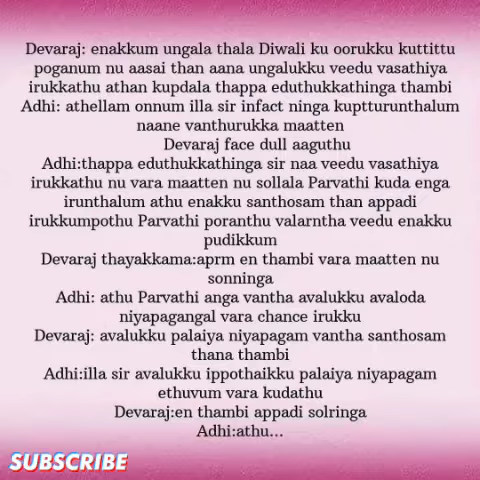 Devaraj: enakkum ungala thala Diwali ku oorukku kuttittu
poganum nu aasai than aana ungalukku veedu vasathiya
irukkathu athan kupdala thappa eduthukkathinga thambi
Adhi: athellam onnum illa sir infact ninga kuptturunthalum
naane vanthurukka maatten
Devaraj face dull aaguthu
Adhi:thappa eduthukkathinga sir naa veedu vasathiya
irukkathu nu vara maatten nu sollala Parvathi kuda enga
irunthalum athu enakku santhosam than appadi
irukkumpothu Parvathi poranthu valarntha veedu enakku
pudikkum
Devaraj thayakkama:aprm en thambi vara maatten nu
sonninga
Adhi: athu Parvathi anga vantha avalukku avaloda
niyapagangal vara chance irukku
Devaraj: avalukku palaiya niyapagam vantha santhosam
thana thambi
Adhi:illa sir avalukku ippothaikku palaiya niyapagam
ethuvum vara kudathu
Devaraj:en thambi appadi solringa
Adhi:athu...
SUBSCRIBE